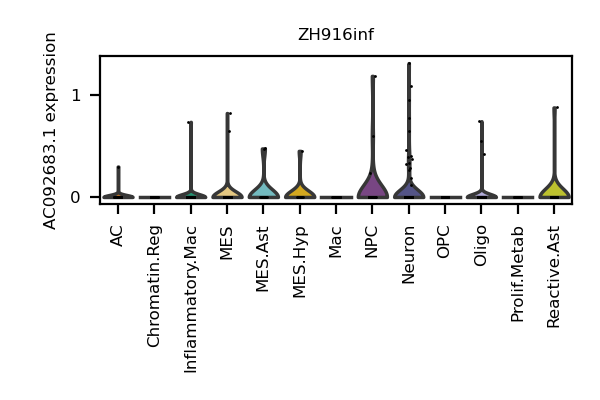 ZH916inf
AC092683.1 expression
1
0
AC
Chromatin.Reg
Inflammatory.Mac
MES
MES.Ast
MES.Hyp
Mac
NPC
Neuron
OPC
Oligo
Prolif.Metab
Reactive.Ast